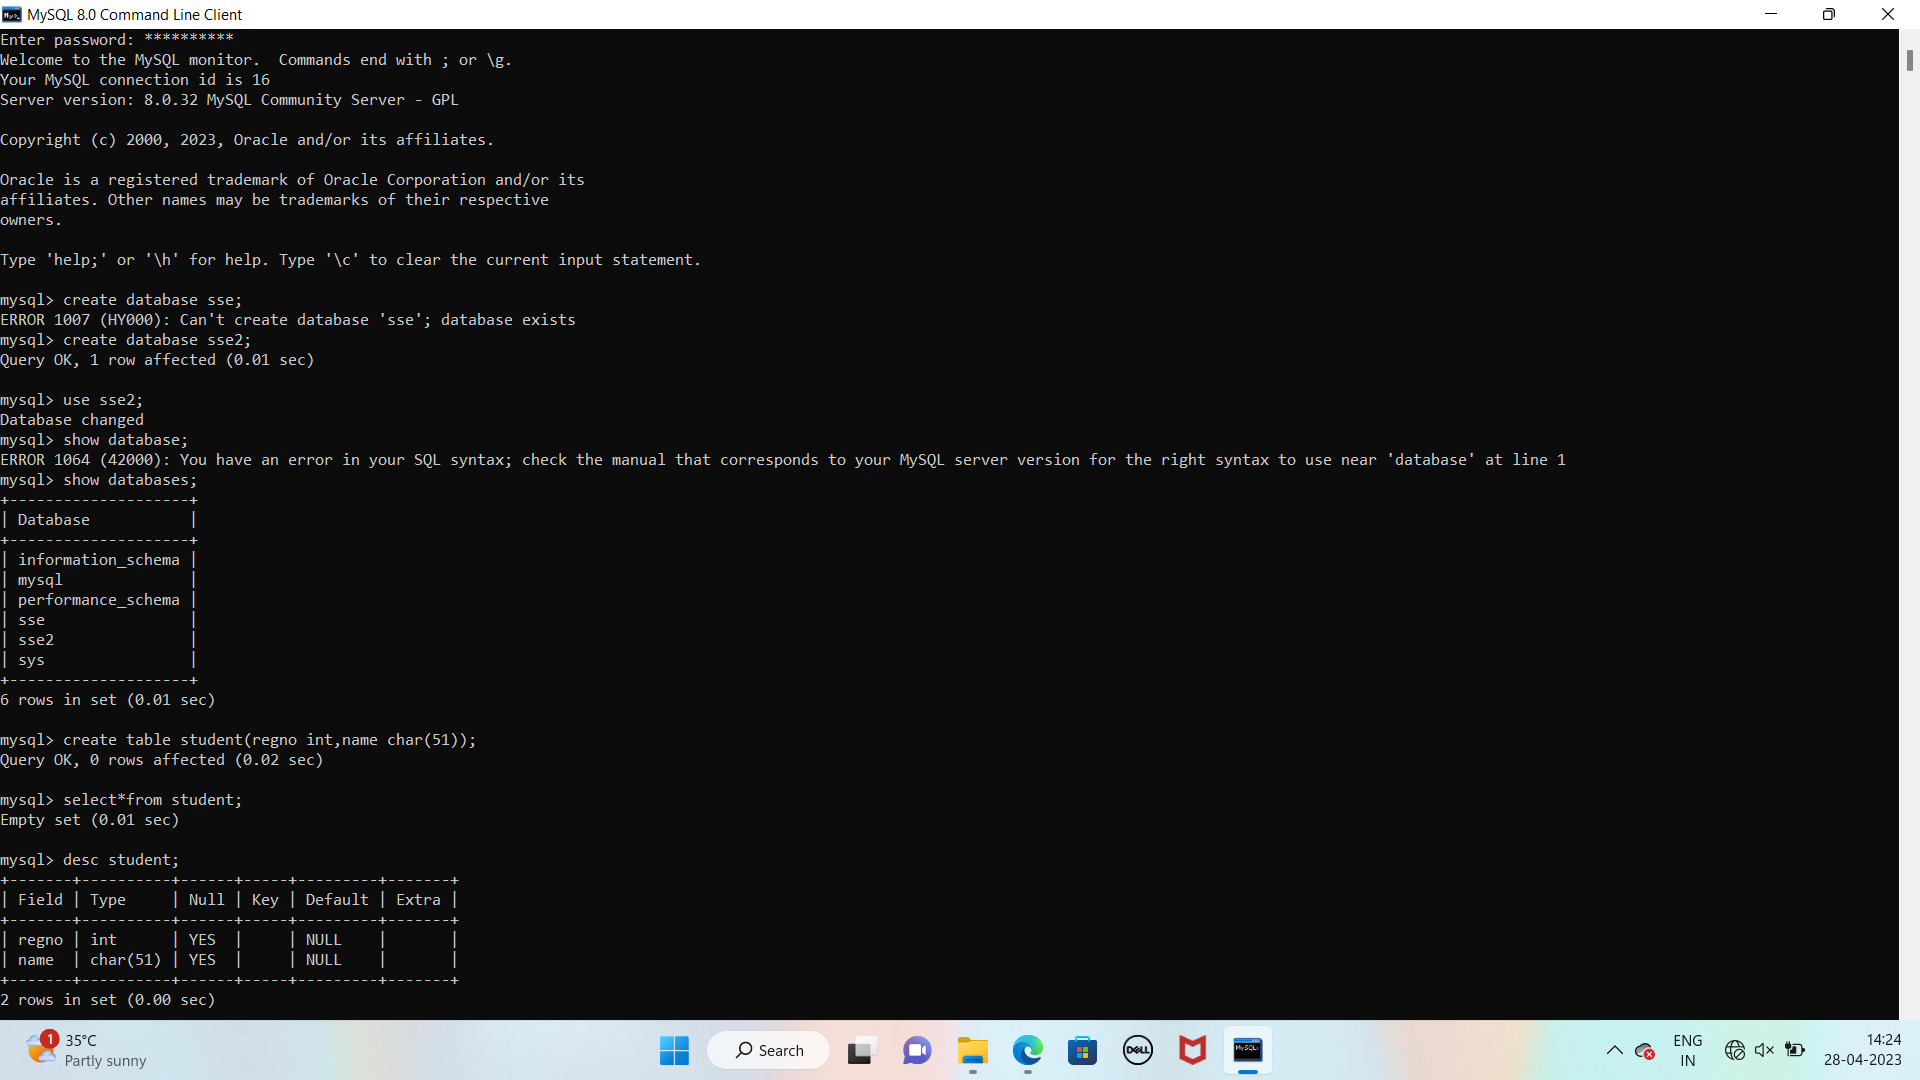 MySQL 8.0 Command Line Client
Enter password: **********
Welcome to the MySQL monitor.  Commands end with ; or \g.
Your MySQL connection id is 16
Server version: 8.0.32 MySQL Community Server - GPL
Copyright (c) 2000, 2023, Oracle and/or its affiliates.
Oracle is a registered trademark of Oracle Corporation and/or its
affiliates. Other names may be trademarks of their respective
owners.
Type 'help;' or '\h' for help. Type '\c' to clear the current input statement.
mysql> create database sse;
ERROR 1007 (HY000): Can't create database 'sse'; database exists
mysql> create database sse2;
Query OK, 1 row affected (0.01 sec)
mysql> use sse2;
Database changed
mysql> show database;
ERROR 1064 (42000): You have an error in your SQL syntax; check the manual that corresponds to your MySQL server version for the right syntax to use near 'database' at line 1
mysql> show databases;
+--------------------+
| Database           |
+--------------------+
| information_schema |
| mysql              |
| performance_schema |
| sse                |
| sse2               |
| sys                |
+--------------------+
6 rows in set (0.01 sec)
mysql> create table student(regno int,name char(51));
Query OK, 0 rows affected (0.02 sec)
mysql> select*from student;
Empty set (0.01 sec)
mysql> desc student;
+-------+----------+------+-----+---------+-------+
| Field | Type     | Null | Key | Default | Extra |
+-------+----------+------+-----+---------+-------+
| regno | int      | YES  |     | NULL    |       |
| name  | char(51) | YES  |     | NULL    |       |
+-------+----------+------+-----+---------+-------+
2 rows in set (0.00 sec)
1
35°C
Partly sunny
Search
DELL
MySQL
ENG
IN
14:24
28-04-2023